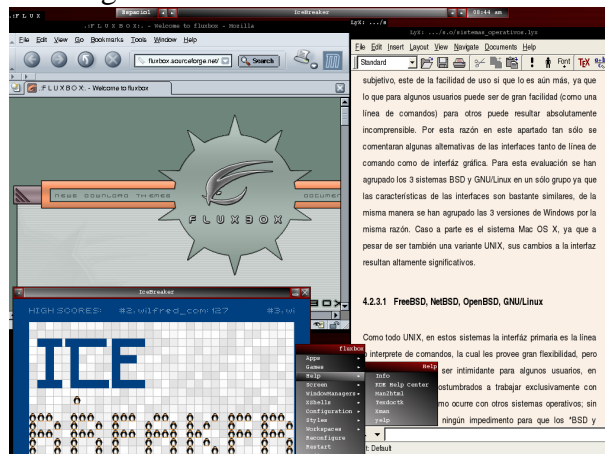 .:F L U X
Espacio1
IceBreaker
08:44 am
.:F L U X B O X:. - Welcome to fluxbox - Mozilla
File Edit View Go Bookmarks Tools Window Help
fluxbox.sourceforge.net/
Search
.:F L U X B O X:. - Welcome to fluxbox
NEWS DOWNLOAD THEMES
DOCUMEN
FLUXBOX
IceBreaker
HIGH SCORES: #2. wilfred_com: 127 #3. wi
ICE
BREAKER
fluxbox
Apps
Games
Help
Screen
WindowManagers
XShells
Configuration
Styles
Workspaces
Reconfigure
Restart
Help
Info
KDE Help Center
Man2html
TendocTk
Xman
yelp
LyX: .../s
LyX: .../s.o/sistemas_operativos.lyx
File Edit Insert Layout View Navigate Documents Help
Standard
Font TeX
subjetivo, este de la facilidad de uso si que lo es aún más, ya que
lo que para algunos usuarios puede ser de gran facilidad (como una
línea de comandos) para otros puede resultar absolutamente
incomprensible. Por esta razón en este apartado tan sólo se
comentaran algunas alternativas de las interfaces tanto de línea de
comando como de interfáz gráfica. Para esta evaluación se han
agrupado los 3 sistemas BSD y GNU/Linux en un sólo grupo ya que
las características de las interfaces son bastante similares, de la
misma manera se han agrupado las 3 versiones de Windows por la
misma razón. Caso a parte es el sistema Mac OS X, ya que a
pesar de ser también una variante UNIX, sus cambios a la interfaz
resultan altamente significativos.
4.2.3.1 FreeBSD, NetBSD, OpenBSD, GNU/Linux
Como todo UNIX, en estos sistemas la interfáz primaria es la línea
interprete de comandos, la cual les provee gran flexibilidad, pero
ser intimidante para algunos usuarios, en
ostumbrados a trabajar exclusivamente con
mo ocurre con otros sistemas operativos; sin
ningún impedimento para que los *BSD y
t: Default